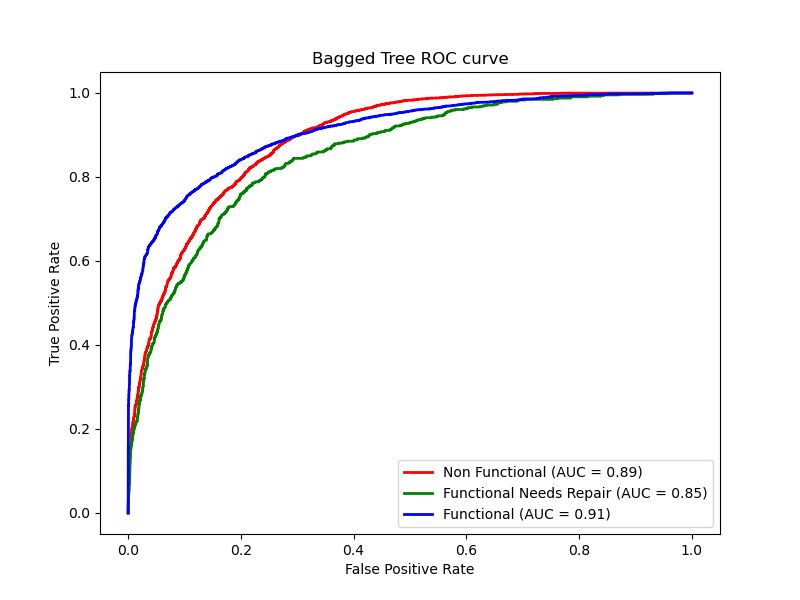 Bagged Tree ROC curve
True Positive Rate
1.0
0.8
0.6
0.4
0.2
0.0
Non Functional (AUC = 0.89)
Functional Needs Repair (AUC = 0.85)
Functional (AUC = 0.91)
0.0 0.2 0.4 0.6 0.8 1.0
False Positive Rate